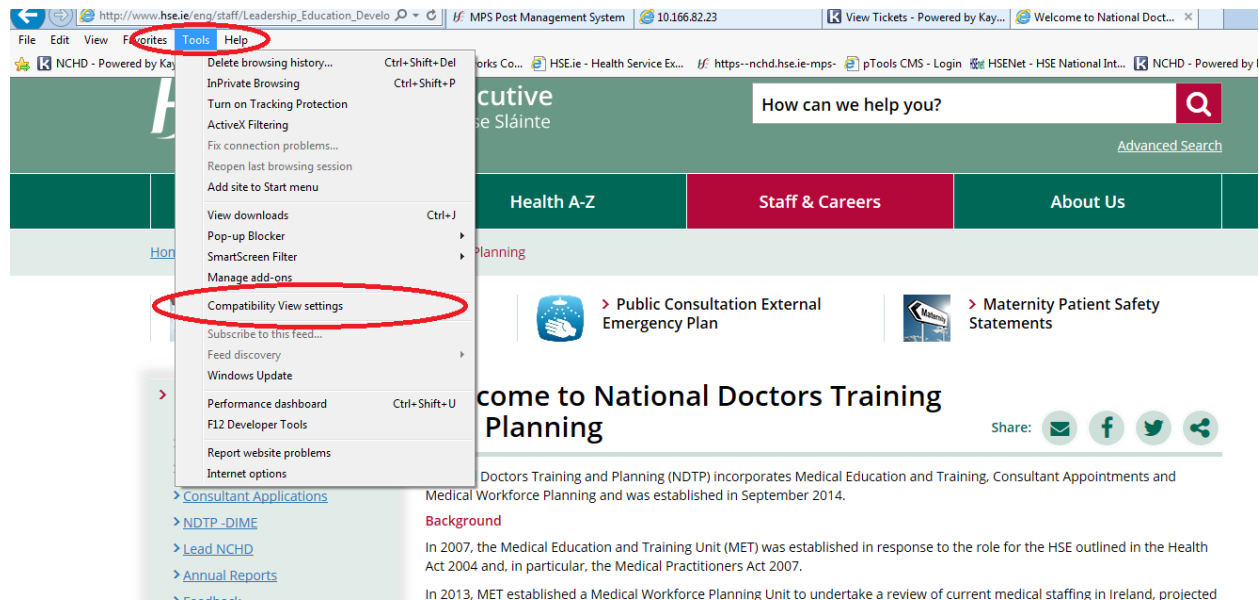 http://www.hse.ie/eng/staff/Leadership_Education_Develo
MPS Post Management System
10.166.82.23
View Tickets - Powered by Kay...
Welcome to National Doct...
File Edit View Favorites Tools Help
NCHD - Powered by Kay
orks Co...
HSE.ie - Health Service Ex...
https--nchd.hse.ie-mps-
pTools CMS - Login
HSENet - HSE National Int...
NCHD - Powered by
Delete browsing history... Ctrl+Shift+Del
InPrivate Browsing Ctrl+Shift+P
Turn on Tracking Protection
ActiveX Filtering
Fix connection problems...
Reopen last browsing session
Add site to Start menu
View downloads Ctrl+J
Pop-up Blocker
SmartScreen Filter
Manage add-ons
Compatibility View settings
Subscribe to this feed...
Feed discovery
Windows Update
Performance dashboard Ctrl+Shift+U
F12 Developer Tools
Report website problems
Internet options
cutive
se Sláinte
How can we help you?
Advanced Search
Health A-Z
Staff & Careers
About Us
Hon
Planning
> Public Consultation External
Emergency Plan
Maternity
> Maternity Patient Safety
Statements
come to National Doctors Training
Planning
Share:
Doctors Training and Planning (NDTP) incorporates Medical Education and Training, Consultant Appointments and
Medical Workforce Planning and was established in September 2014.
Background
In 2007, the Medical Education and Training Unit (MET) was established in response to the role for the HSE outlined in the Health
Act 2004 and, in particular, the Medical Practitioners Act 2007.
In 2013, MET established a Medical Workforce Planning Unit to undertake a review of current medical staffing in Ireland, projected
> Consultant Applications
> NDTP -DIME
> Lead NCHD
> Annual Reports
> Feedback